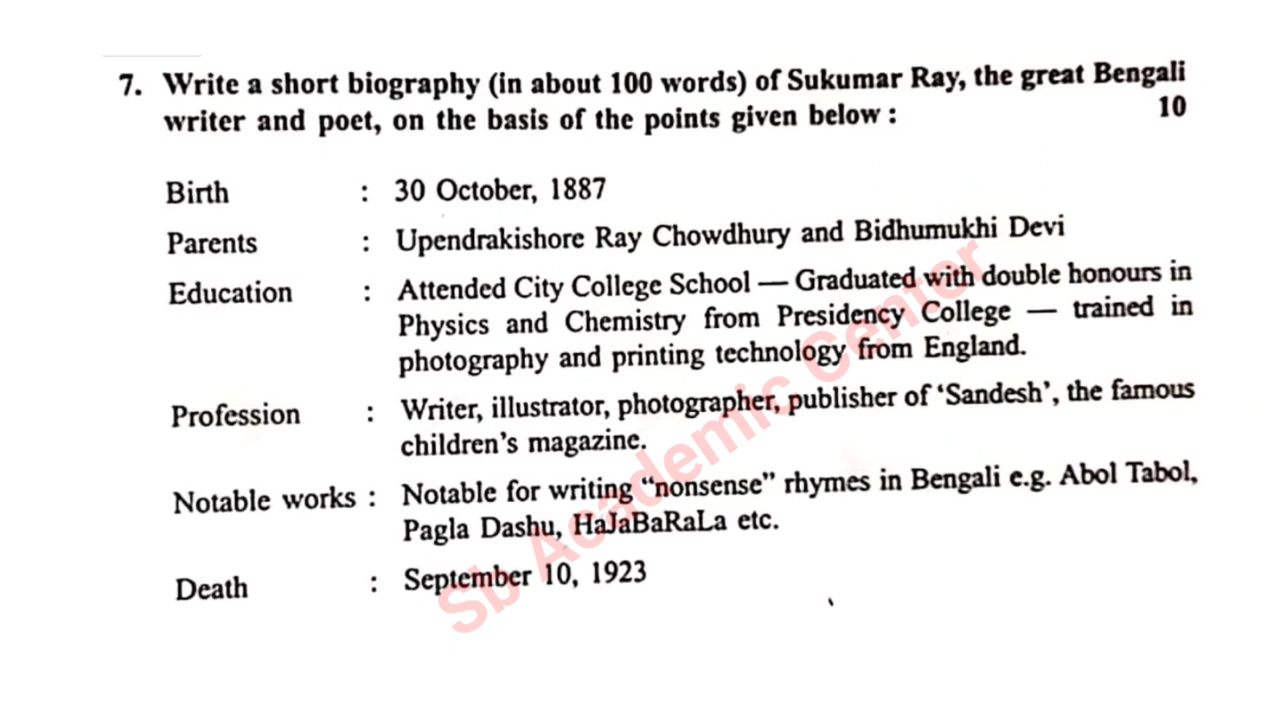 7. Write a short biography (in about 100 words) of Sukumar Ray, the great Bengali
writer and poet, on the basis of the points given below : 10
Birth : 30 October, 1887
Parents : Upendrakishore Ray Chowdhury and Bidhumukhi Devi
Education : Attended City College School — Graduated with double honours in
Physics and Chemistry from Presidency College — trained in
photography and printing technology from England.
Profession : Writer, illustrator, photographer, publisher of ‘Sandesh’, the famous
children’s magazine.
Notable works : Notable for writing “nonsense” rhymes in Bengali e.g. Abol Tabol,
Pagla Dashu, HaJaBaRaLa etc.
Death : September 10, 1923
Sb Academic Center